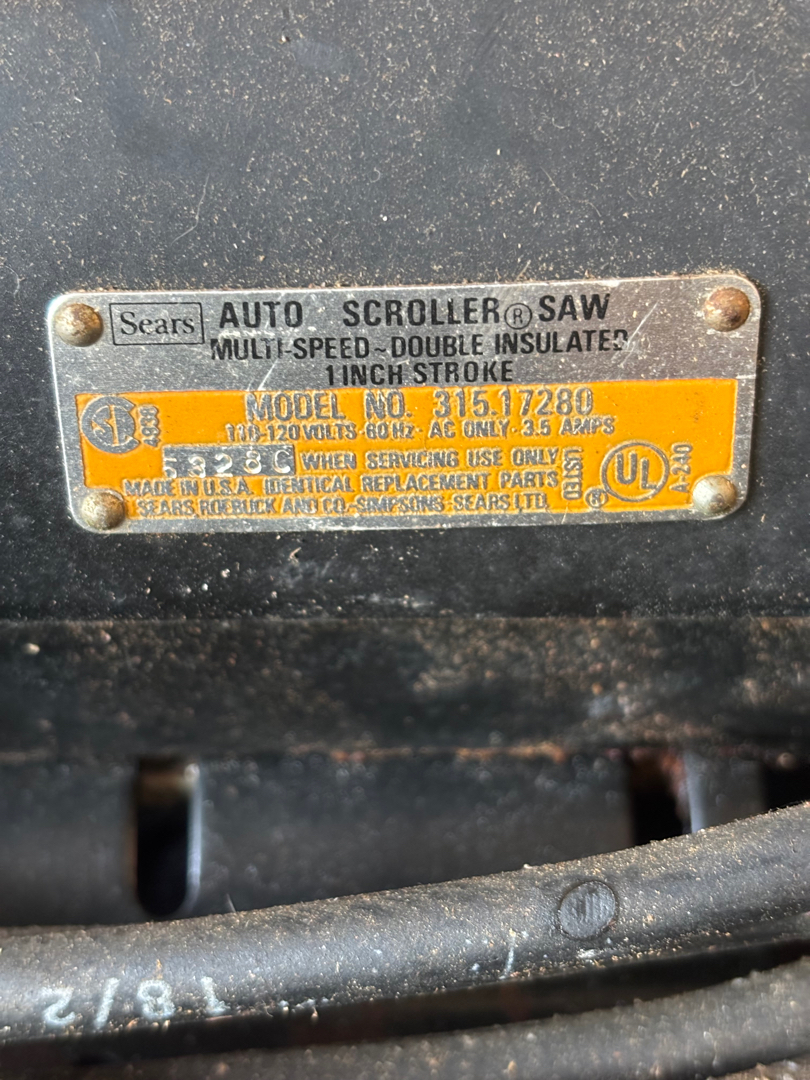 Sears AUTO SCROLLER® SAW
MULTI-SPEED~DOUBLE INSULATED
1 INCH STROKE
MODEL NO. 315.17280
110-120 VOLTS - 60 Hz - AC ONLY - 3.5 AMPS
4938
WHEN SERVICING USE ONLY
MADE IN U.S.A. IDENTICAL REPLACEMENT PARTS
SEARS, ROEBUCK AND CO.-SIMPSONS-SEARS LTD.
LISTED
UL
®
A-240
18/2